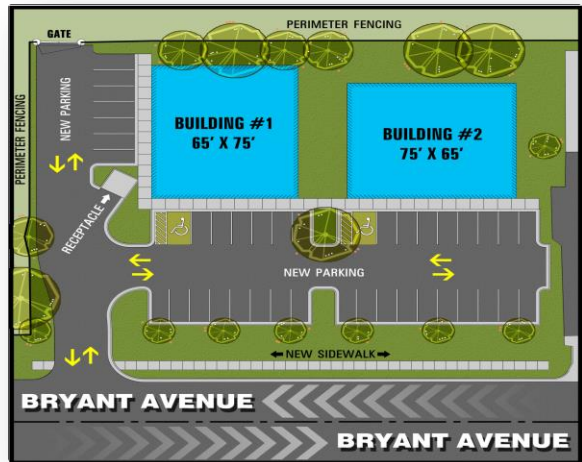 PERIMETER FENCING
GATE
NEW PARKING
PERIMETER FENCING
BUILDING #1
65' X 75'
BUILDING #2
75' X 65'
RECEPTACLE
NEW PARKING
NEW SIDEWALK
BRYANT AVENUE
BRYANT AVENUE